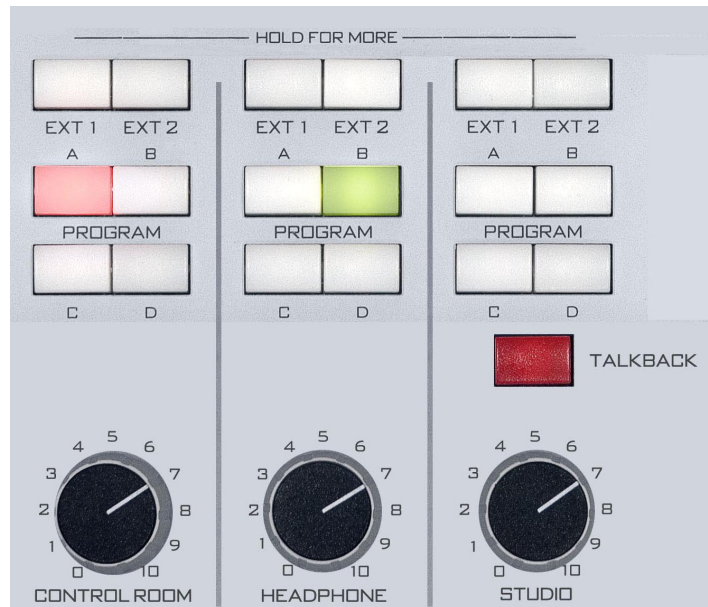 HOLD FOR MORE
EXT 1 EXT 2 EXT 1 EXT 2 EXT 1 EXT 2
A B A B A B
PROGRAM PROGRAM PROGRAM
C D C D C D
TALKBACK
0 1 2 3 4 5 6 7 8 9 10
0 1 2 3 4 5 6 7 8 9 10
0 1 2 3 4 5 6 7 8 9 10
CONTROL ROOM HEADPHONE STUDIO